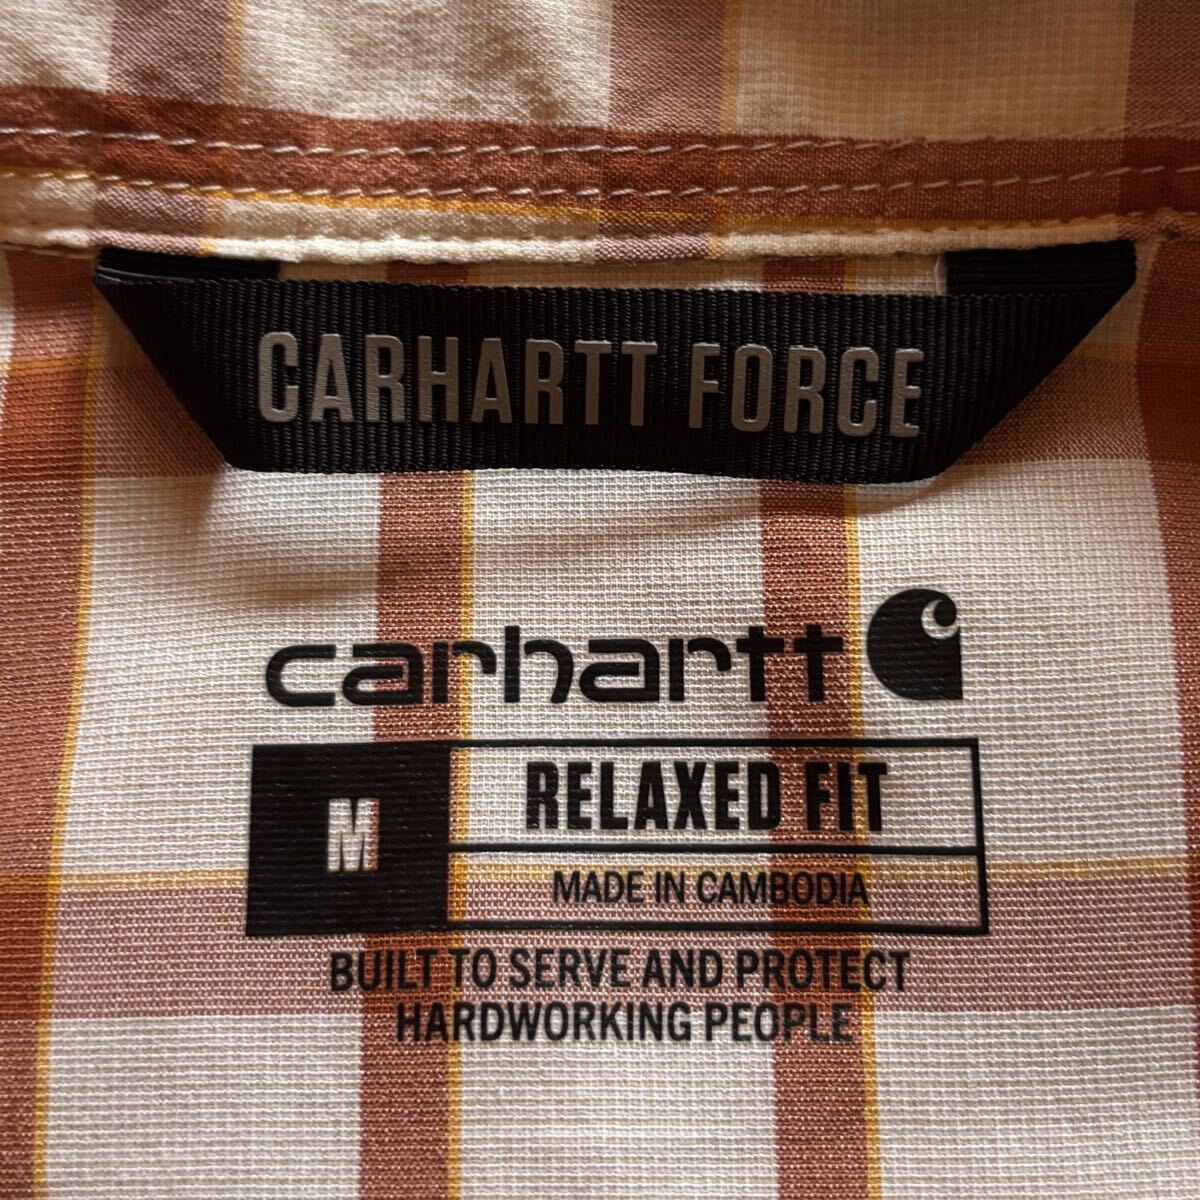 CARHARTT FORCE
carhartt
M
RELAXED FIT
MADE IN CAMBODIA
BUILT TO SERVE AND PROTECT
HARDWORKING PEOPLE